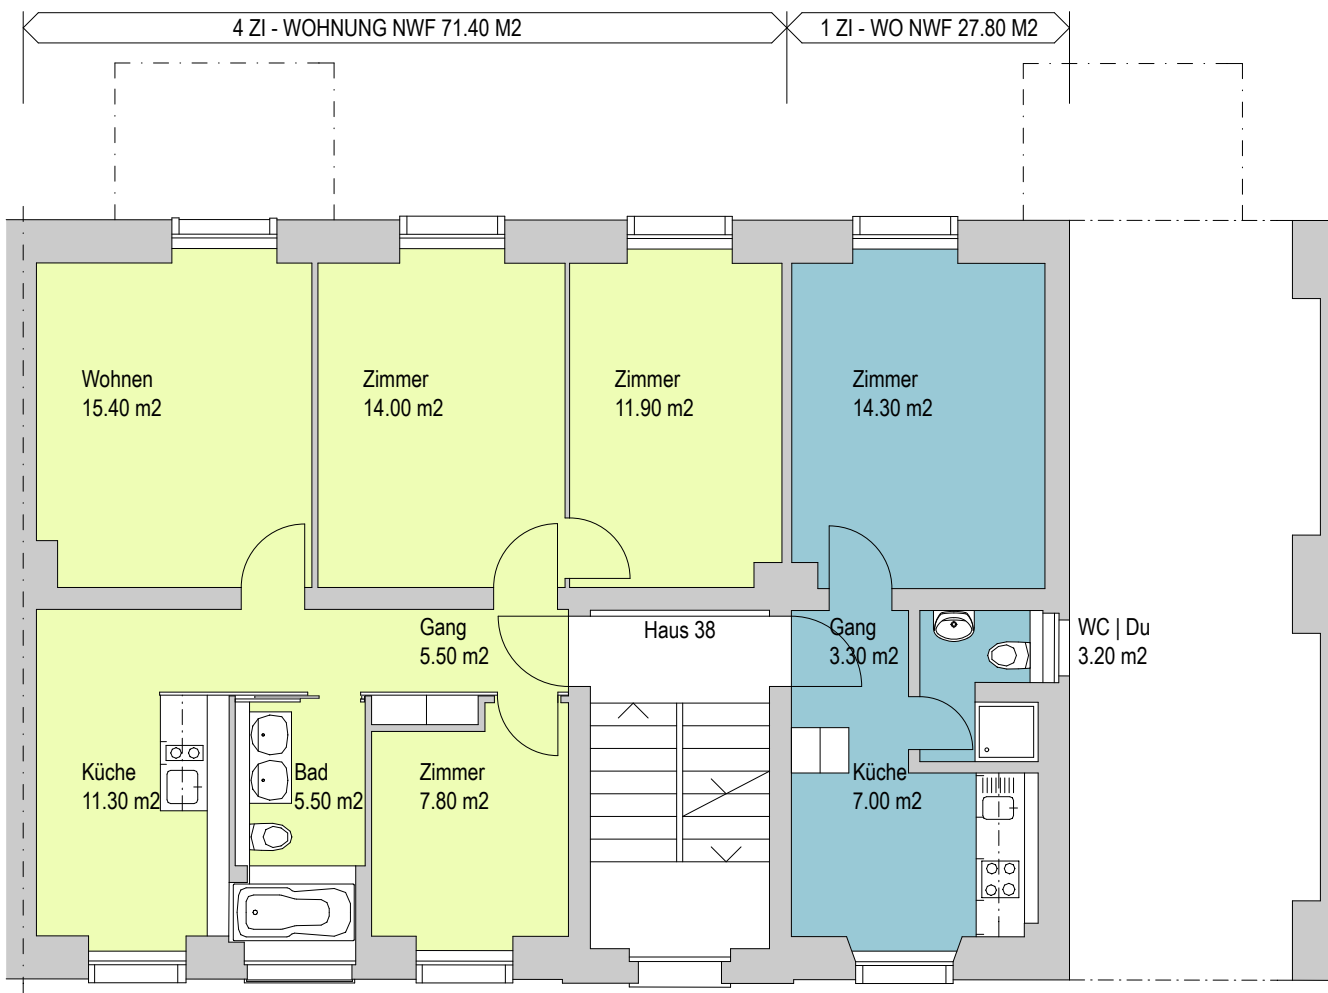 4 ZI - WOHNUNG NWF 71.40 M2
1 ZI - WO NWF 27.80 M2
Wohnen
15.40 m2
Zimmer
14.00 m2
Zimmer
11.90 m2
Zimmer
14.30 m2
Gang
5.50 m2
Haus 38
Gang
3.30 m2
WC | Du
3.20 m2
Küche
11.30 m2
Bad
5.50 m2
Zimmer
7.80 m2
Küche
7.00 m2